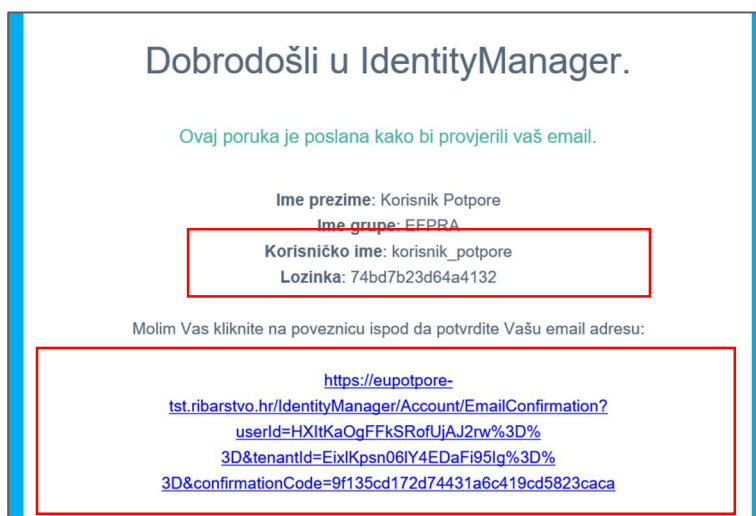 Dobrodošli u IdentityManager.
Ovaj poruka je poslana kako bi provjerili vaš email.
Ime prezime: Korisnik Potpore
Ime grupe: EFPRA
Korisničko ime: korisnik_potpore
Lozinka: 74bd7b23d64a4132
Molim Vas kliknite na poveznicu ispod da potvrdite Vašu email adresu:
https://eupotpore-
tst.ribarstvo.hr/IdentityManager/Account/EmailConfirmation?
userId=HXItKaOgFFkSRofUjAJ2rw%3D%
3D&tenantId=EixlKpsn06lY4EDaFi95Ig%3D%
3D&confirmationCode=9f135cd172d74431a6c419cd5823caca